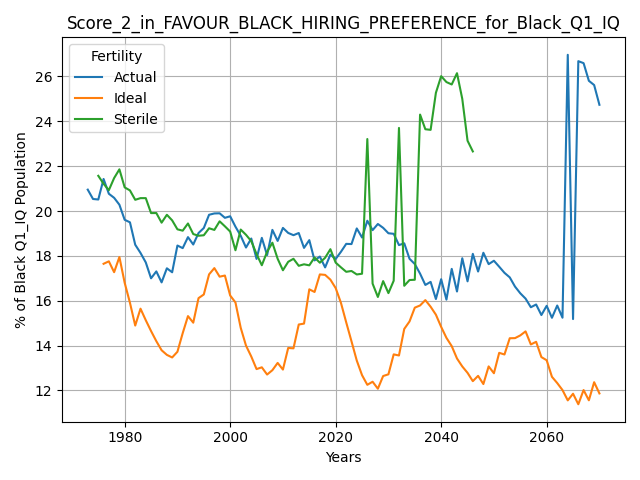 Score_2_in_FAVOUR_BLACK_HIRING_PREFERENCE_for_Black_Q1_IQ
Fertility
Actual
Ideal
Sterile
% of Black Q1_IQ Population
26
24
22
20
18
16
14
12
1980 2000 2020 2040 2060
Years